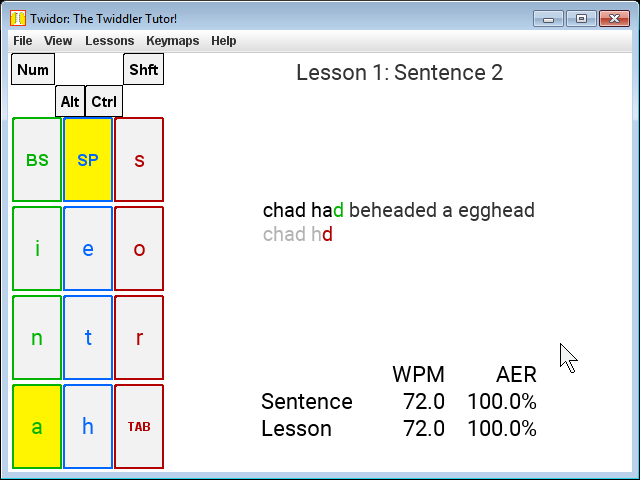 Twidor: The Twiddler Tutor!
File View Lessons Keymaps Help
Num Shft
Alt Ctrl
BS SP s
i e o
n t r
a h TAB
Lesson 1: Sentence 2
chad had beheaded a egghead
chad hd
WPM AER
Sentence 72.0 100.0%
Lesson 72.0 100.0%